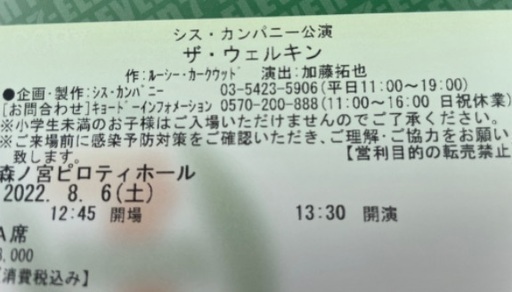 シス・カンパニー公演
ザ・ウェルキン
作:ルーシー・カークウッド 演出:加藤拓也
●企画・製作:シス・カンパニー 03-5423-5906(平日11:00~19:00)
[お問合わせ]キョードーインフォメーション 0570-200-888(11:00~16:00 日祝休業)
※小学生未満のお子様はご入場いただけませんのでご了承ください。
※ご来場前に感染予防対策をご確認いただき、ご理解・ご協力をお願い
致します。 【営利目的の転売禁止
森ノ宮ピロティホール
2022. 8. 6(土)
12:45 開場 13:30 開演
A席
,000
消費税込み】